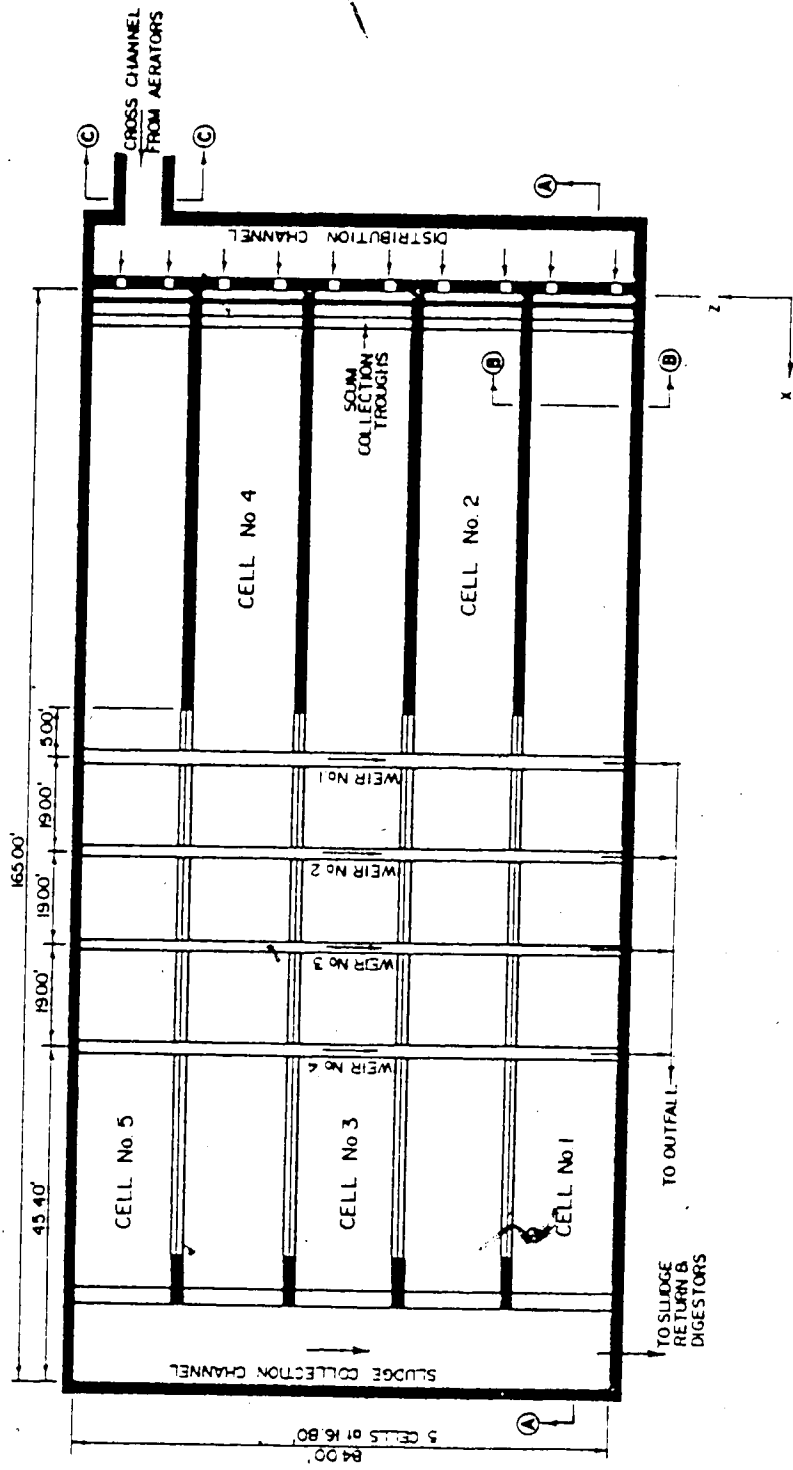 CROSS CHANNEL
FROM AERATORS
C
C
DISTRIBUTION CHANNEL
A
Z
X
SCUM
COLLECTION
TROUGHS
B
B
CELL No 4
CELL No. 2
165.00'
5.00'
19.00'
19.00'
19.00'
45.40'
WEIR No.1
WEIR No 2
WEIR No 3
WEIR No 4
CELL No. 5
CELL No 3
CELL No.1
TO OUTFALL
TO SLUDGE
RETURN &
DIGESTORS
SLUDGE COLLECTION CHANNEL
A
5 CELLS at 16.80'
84.00'